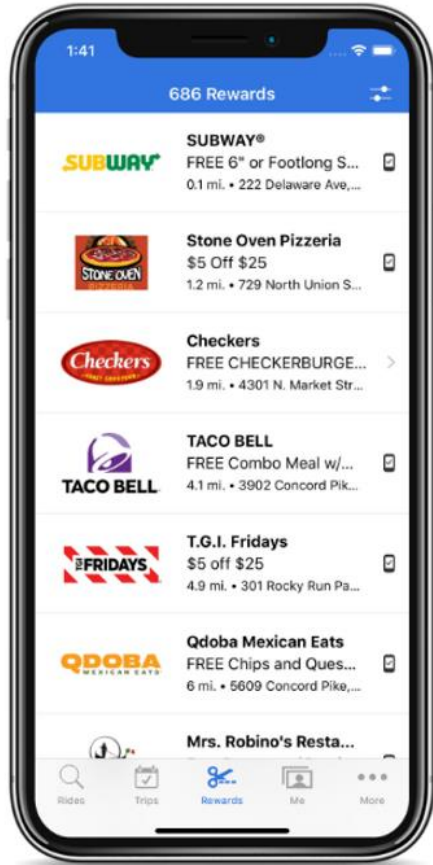 1:41
686 Rewards
SUBWAY
SUBWAY®
FREE 6" or Footlong S...
0.1 mi. • 222 Delaware Ave,...
STONE OVEN
PIZZERIA
Stone Oven Pizzeria
$5 Off $25
1.2 mi. • 729 North Union S...
Checkers
Checkers
FREE CHECKERBURGE...
1.9 mi. • 4301 N. Market Str...
TACO BELL
TACO BELL
FREE Combo Meal w/...
4.1 mi. • 3902 Concord Pik...
TGI FRIDAYS
T.G.I. Fridays
$5 off $25
4.9 mi. • 301 Rocky Run Pa...
QDOBA
MEXICAN EATS
Qdoba Mexican Eats
FREE Chips and Ques...
6 mi. • 5609 Concord Pike,...
Mrs. Robino's Resta...
Rides
Trips
Rewards
Me
More